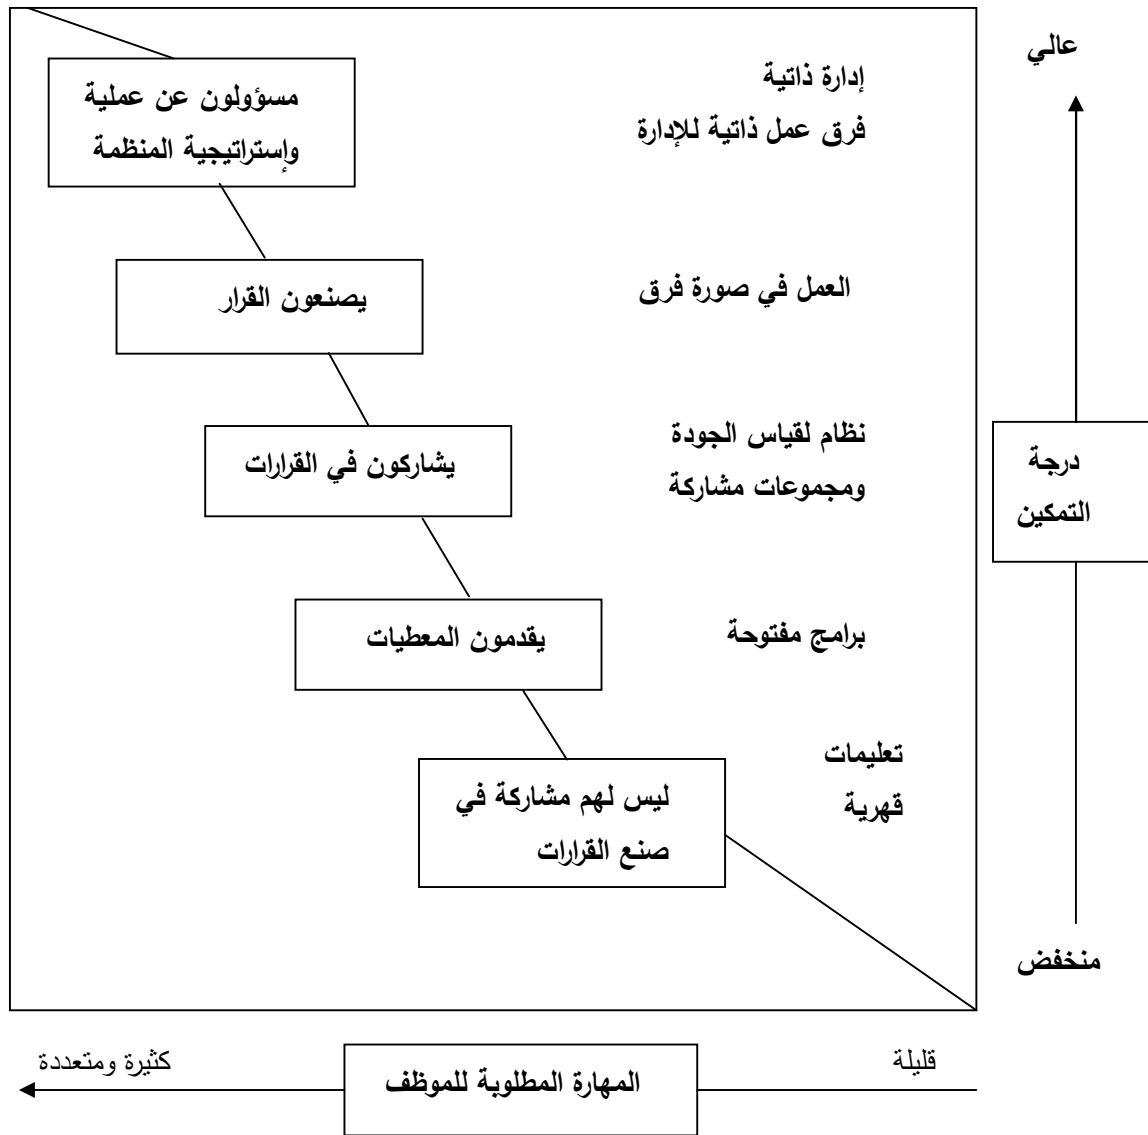 عالي
إدارة ذاتية
فرق عمل ذاتية للإدارة
مسؤولون عن عملية
وإستراتيجية المنظمة
العمل في صورة فرق
يصنعون القرار
نظام لقياس الجودة
ومجموعات مشاركة
يشاركون في القرارات
درجة
التمكين
برامج مفتوحة
يقدمون المعطيات
تعليمات
قهرية
ليس لهم مشاركة في
صنع القرارات
منخفض
قليلة
المهارة المطلوبة للموظف
كثيرة ومتعددة